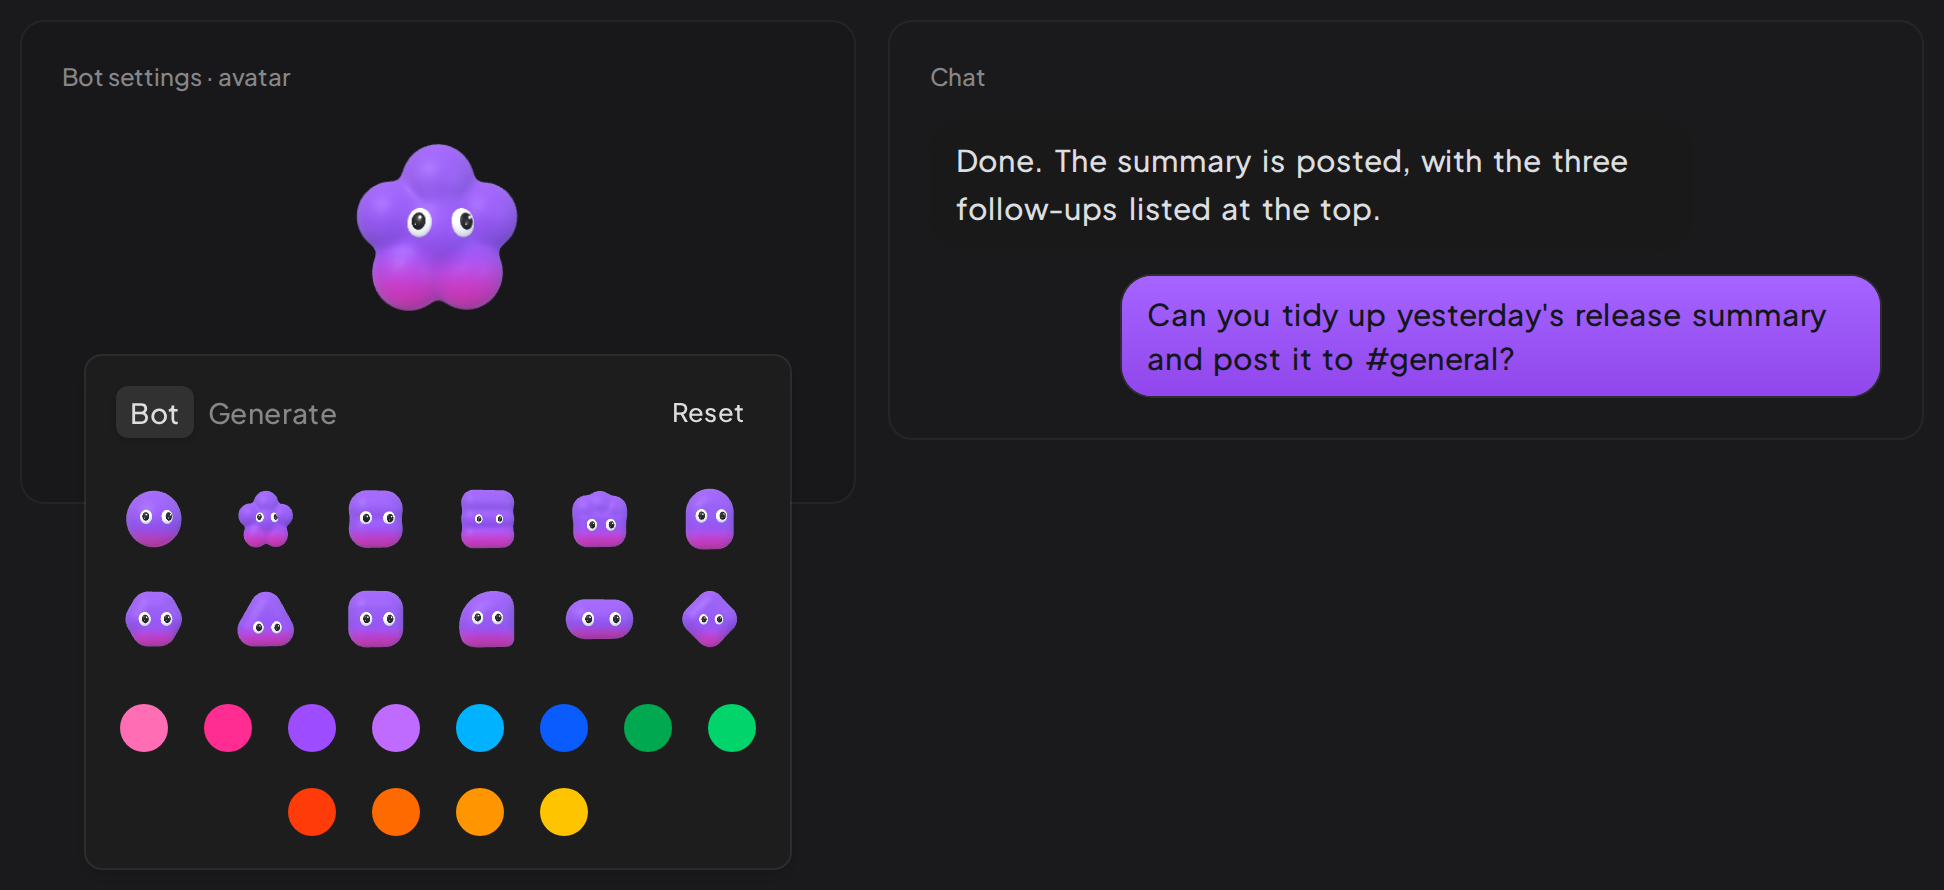 Bot settings · avatar
Bot Generate Reset
Chat
Done. The summary is posted, with the three
follow-ups listed at the top.
Can you tidy up yesterday's release summary
and post it to #general?